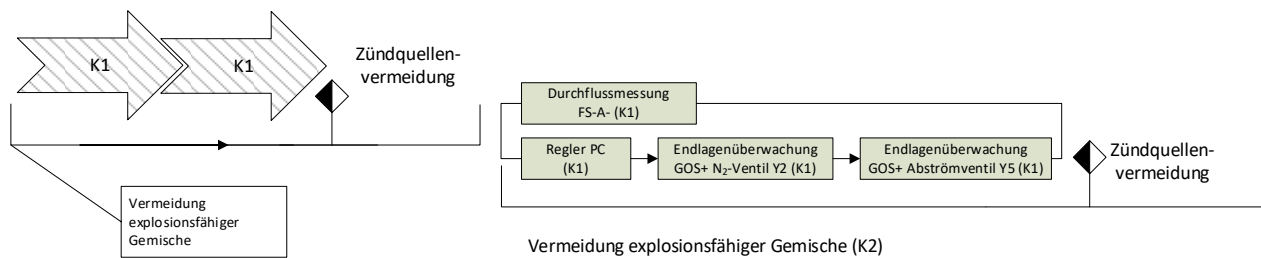 K1
K1
Zündquellen-
vermeidung
Vermeidung
explosionsfähiger
Gemische
Durchflussmessung
FS-A- (K1)
Regler PC
(K1)
Endlagenüberwachung
GOS+ N₂-Ventil Y2 (K1)
Endlagenüberwachung
GOS+ Abströmventil Y5 (K1)
Zündquellen-
vermeidung
Vermeidung explosionsfähiger Gemische (K2)